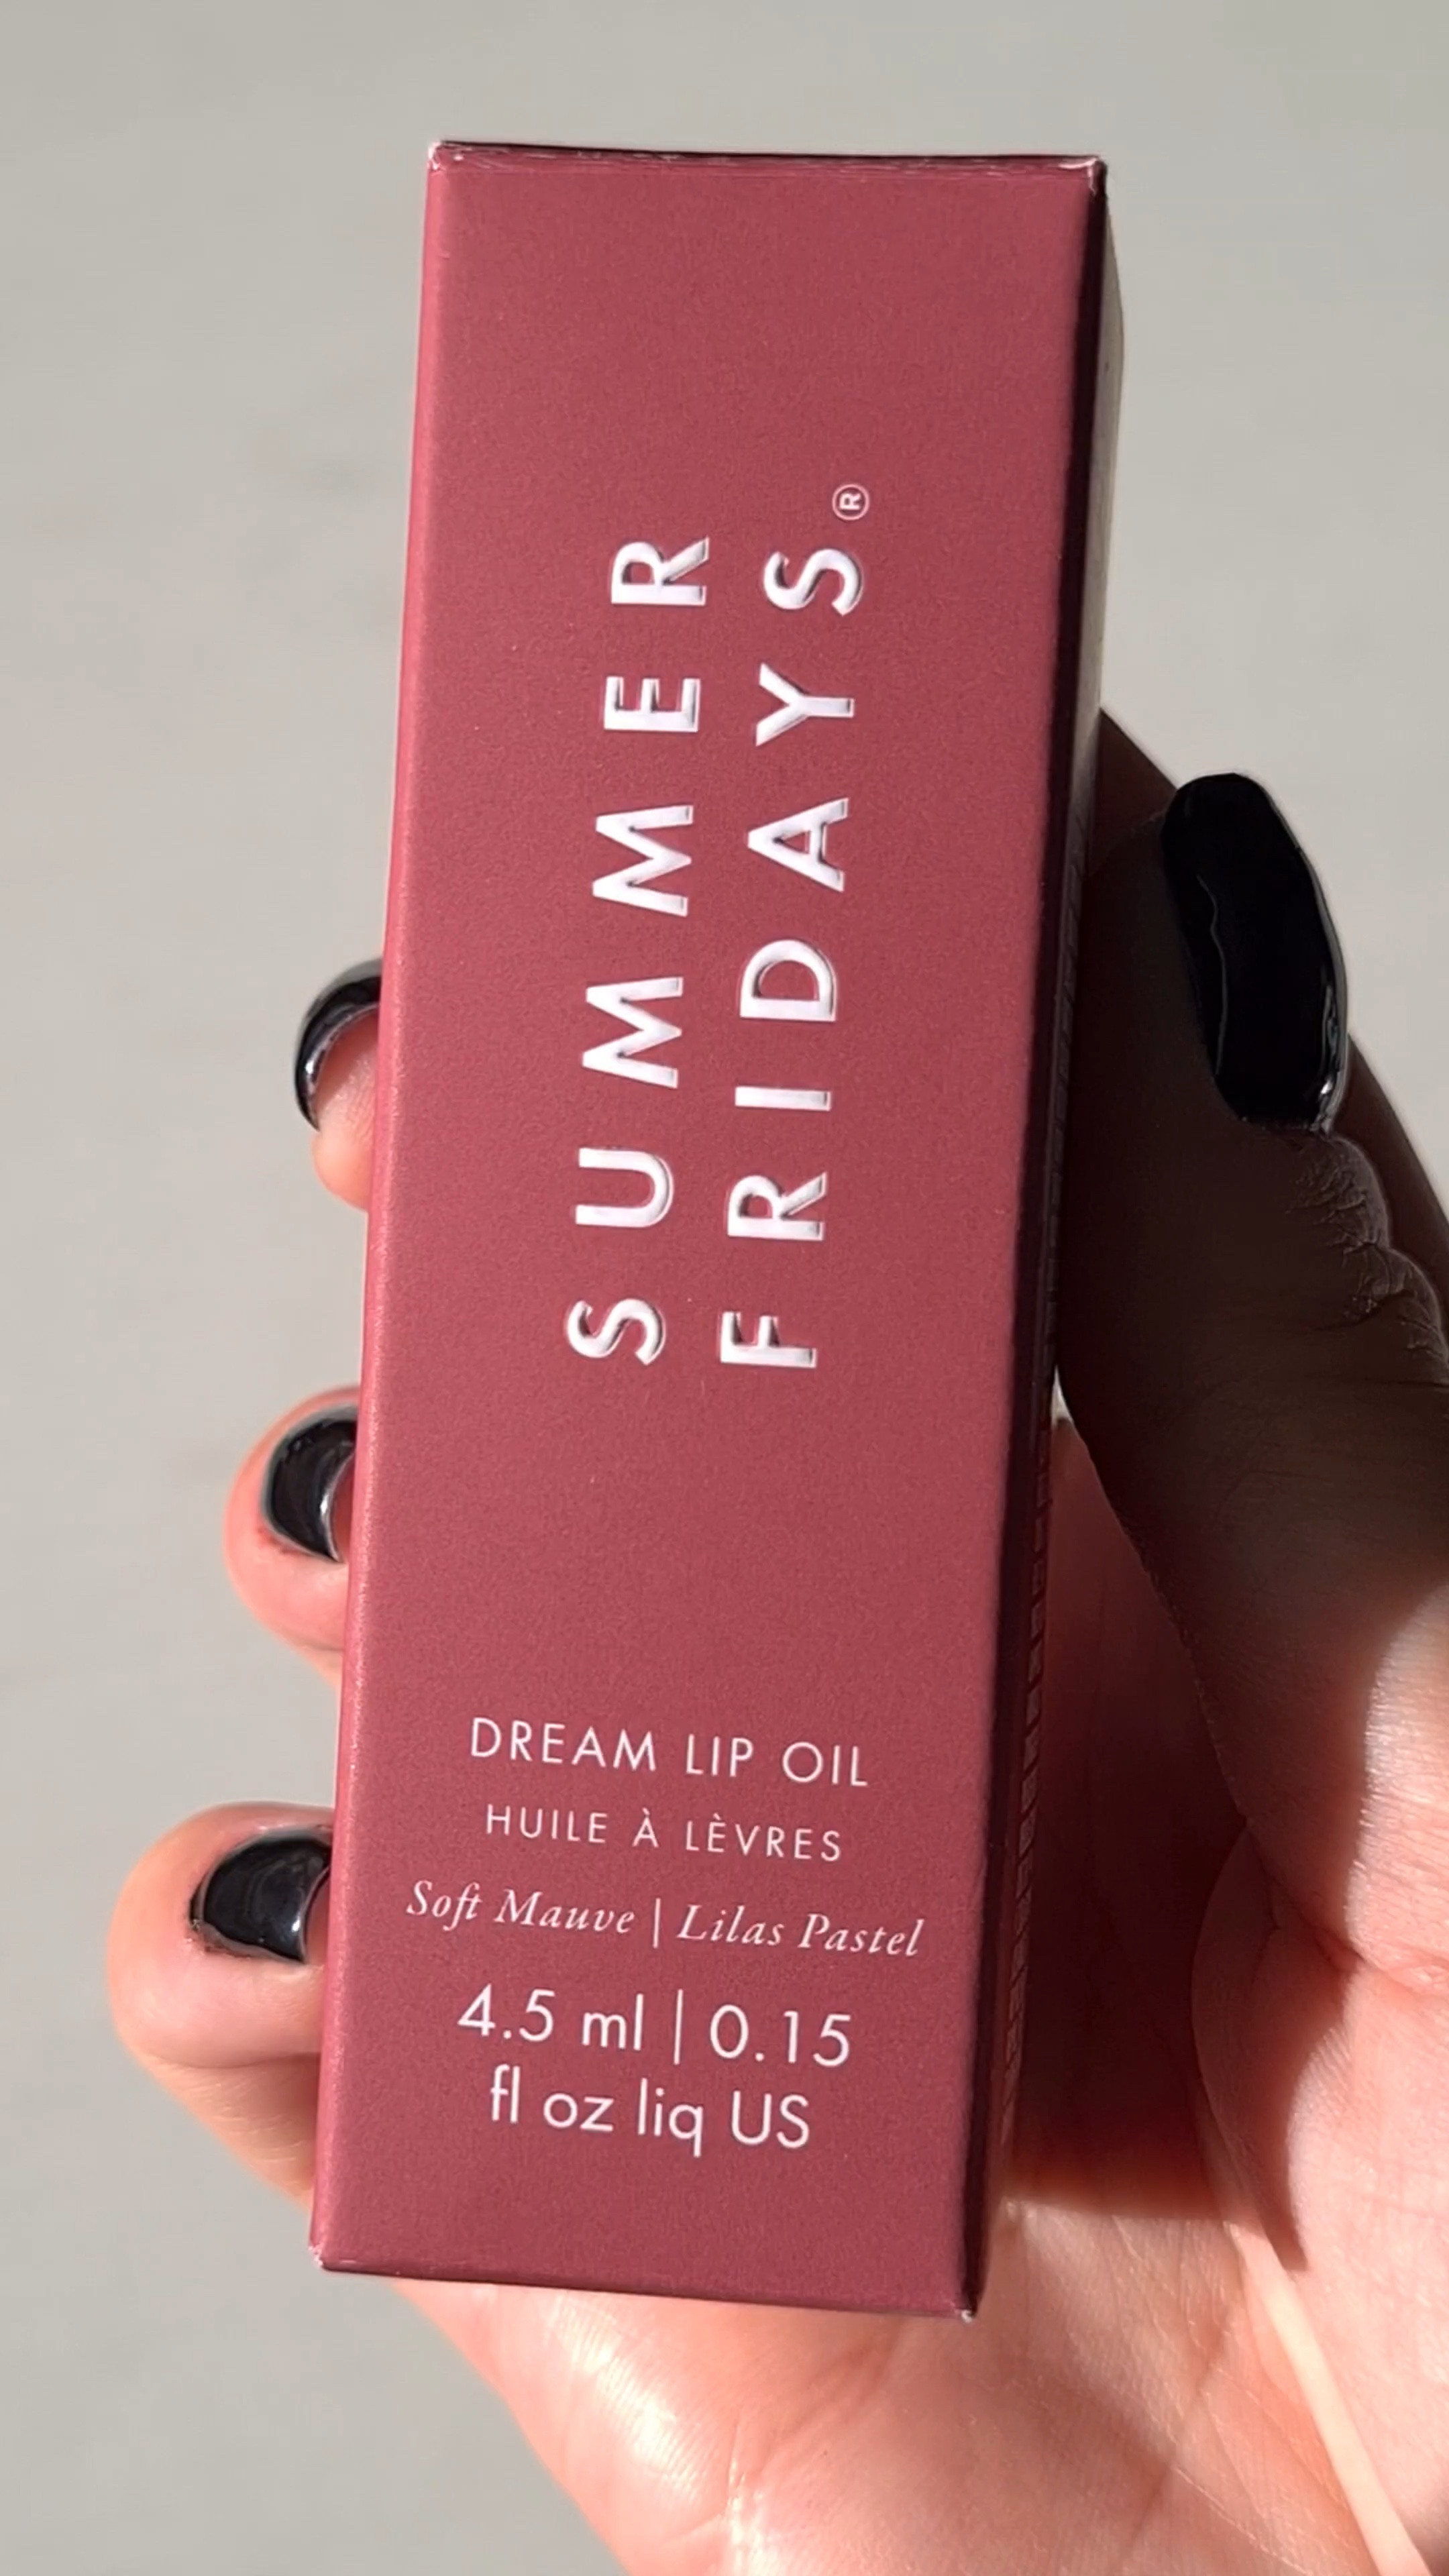 SUMMER
FRIDAYS®
DREAM LIP OIL
HUILE À LÈVRES
Soft Mauve | Lilas Pastel
4.5 ml | 0.15
fl oz liq US